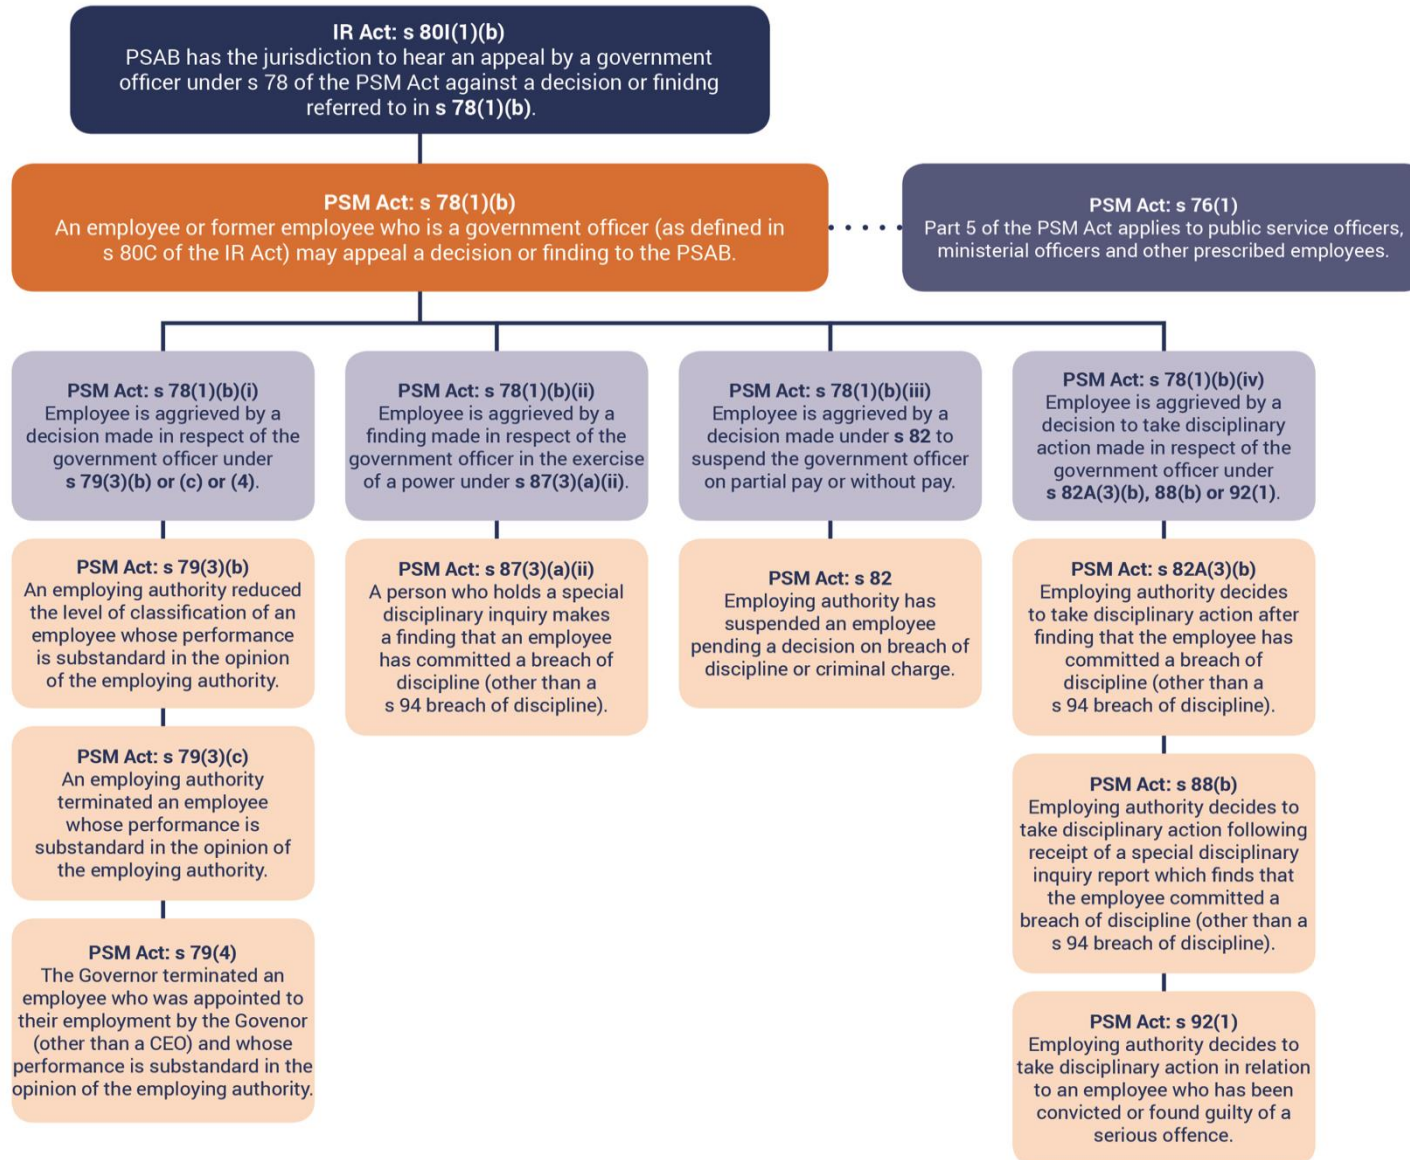 IR Act: s 80I(1)(b)
PSAB has the jurisdiction to hear an appeal by a government
officer under s 78 of the PSM Act against a decision or finidng
referred to in s 78(1)(b).
PSM Act: s 78(1)(b)
An employee or former employee who is a government officer (as defined in
s 80C of the IR Act) may appeal a decision or finding to the PSAB.
PSM Act: s 76(1)
Part 5 of the PSM Act applies to public service officers,
ministerial officers and other prescribed employees.
PSM Act: s 78(1)(b)(i)
Employee is aggrieved by a
decision made in respect of the
government officer under
s 79(3)(b) or (c) or (4).
PSM Act: s 78(1)(b)(ii)
Employee is aggrieved by a
finding made in respect of the
government officer in the exercise
of a power under s 87(3)(a)(ii).
PSM Act: s 78(1)(b)(iii)
Employee is aggrieved by a
decision made under s 82 to
suspend the government officer
on partial pay or without pay.
PSM Act: s 78(1)(b)(iv)
Employee is aggrieved by a
decision to take disciplinary
action made in respect of the
government officer under
s 82A(3)(b), 88(b) or 92(1).
PSM Act: s 79(3)(b)
An employing authority reduced
the level of classification of an
employee whose performance
is substandard in the opinion
of the employing authority.
PSM Act: s 87(3)(a)(ii)
A person who holds a special
disciplinary inquiry makes
a finding that an employee
has committed a breach of
discipline (other than a
s 94 breach of discipline).
PSM Act: s 82
Employing authority has
suspended an employee
pending a decision on breach of
discipline or criminal charge.
PSM Act: s 82A(3)(b)
Employing authority decides
to take disciplinary action after
finding that the employee has
committed a breach of
discipline (other than a
s 94 breach of discipline).
PSM Act: s 79(3)(c)
An employing authority
terminated an employee
whose performance is
substandard in the opinion of
the employing authority.
PSM Act: s 88(b)
Employing authority decides to
take disciplinary action following
receipt of a special disciplinary
inquiry report which finds that
the employee committed a
breach of discipline (other than a
s 94 breach of discipline).
PSM Act: s 79(4)
The Governor terminated an
employee who was appointed to
their employment by the Govenor
(other than a CEO) and whose
performance is substandard in the
opinion of the employing authority.
PSM Act: s 92(1)
Employing authority decides to
take disciplinary action in relation
to an employee who has been
convicted or found guilty of a
serious offence.